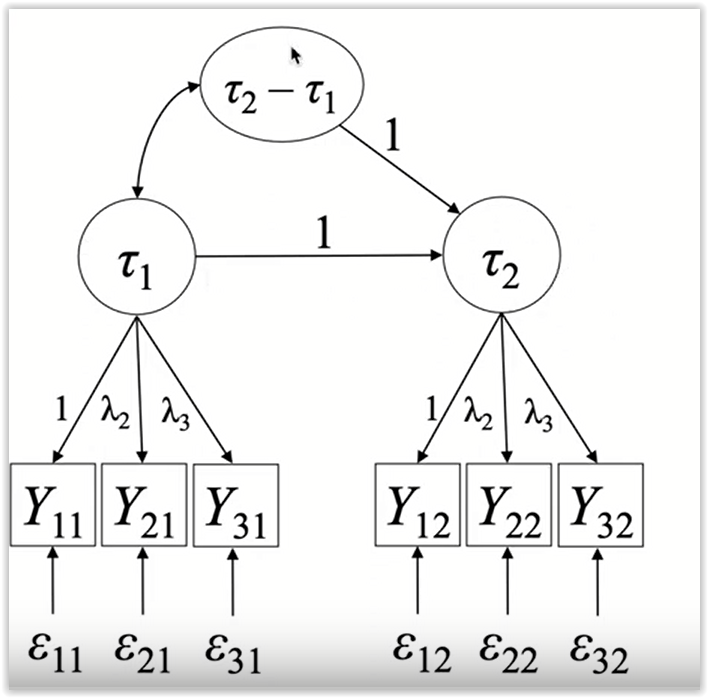 τ₂ − τ₁
1
1
τ₁ τ₂
1 λ₂ λ₃ 1 λ₂ λ₃
Y₁₁ Y₂₁ Y₃₁ Y₁₂ Y₂₂ Y₃₂
ε₁₁ ε₂₁ ε₃₁ ε₁₂ ε₂₂ ε₃₂